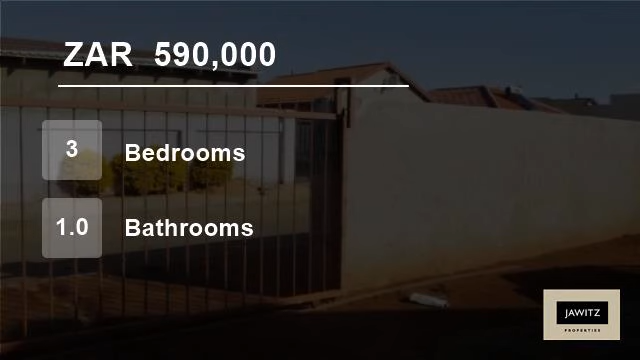 ZAR 590,000
3
Bedrooms
1.0
Bathrooms
JAWITZ
PROPERTIES